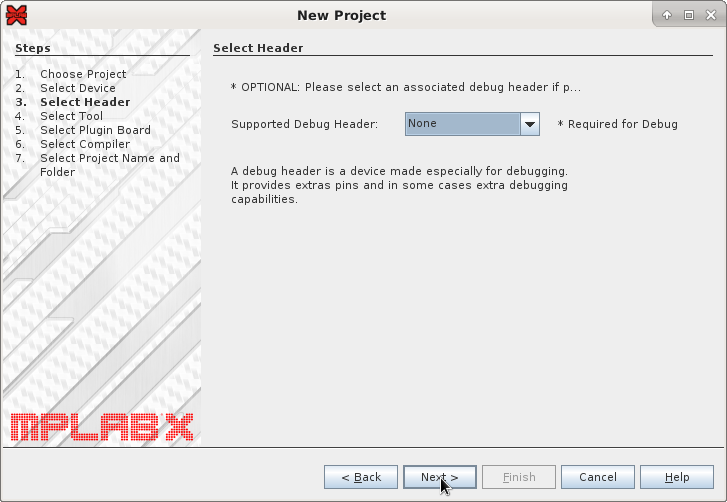 New Project
Steps
1. Choose Project
2. Select Device
3. Select Header
4. Select Tool
5. Select Plugin Board
6. Select Compiler
7. Select Project Name and
Folder
MPLAB X
Select Header
* OPTIONAL: Please select an associated debug header if p...
Supported Debug Header: None * Required for Debug
A debug header is a device made especially for debugging.
It provides extras pins and in some cases extra debugging
capabilities.
< Back Next > Finish Cancel Help